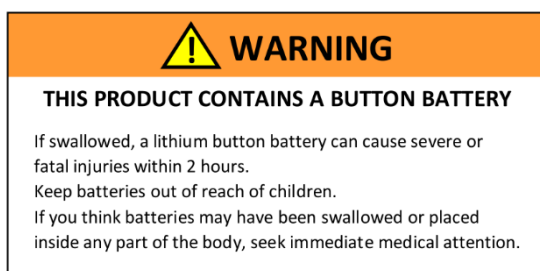 WARNING
THIS PRODUCT CONTAINS A BUTTON BATTERY
If swallowed, a lithium button battery can cause severe or
fatal injuries within 2 hours.
Keep batteries out of reach of children.
If you think batteries may have been swallowed or placed
inside any part of the body, seek immediate medical attention.